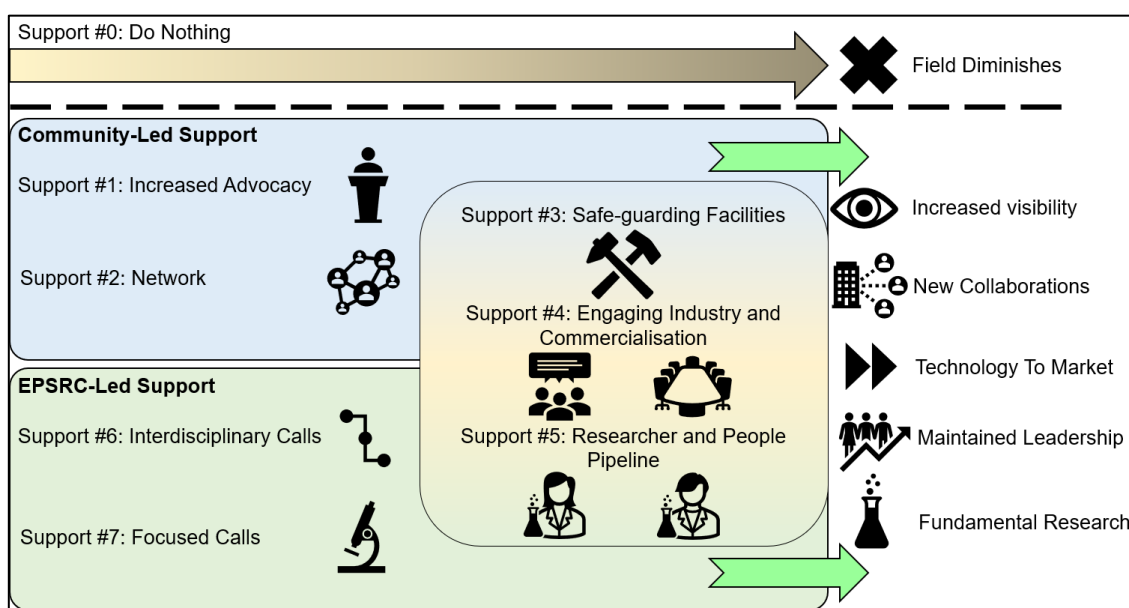 Support #0: Do Nothing
Field Diminishes
Community-Led Support
Support #1: Increased Advocacy
Support #2: Network
Support #3: Safe-guarding Facilities
Support #4: Engaging Industry and
Commercialisation
Support #5: Researcher and People
Pipeline
EPSRC-Led Support
Support #6: Interdisciplinary Calls
Support #7: Focused Calls
Increased visibility
New Collaborations
Technology To Market
Maintained Leadership
Fundamental Research